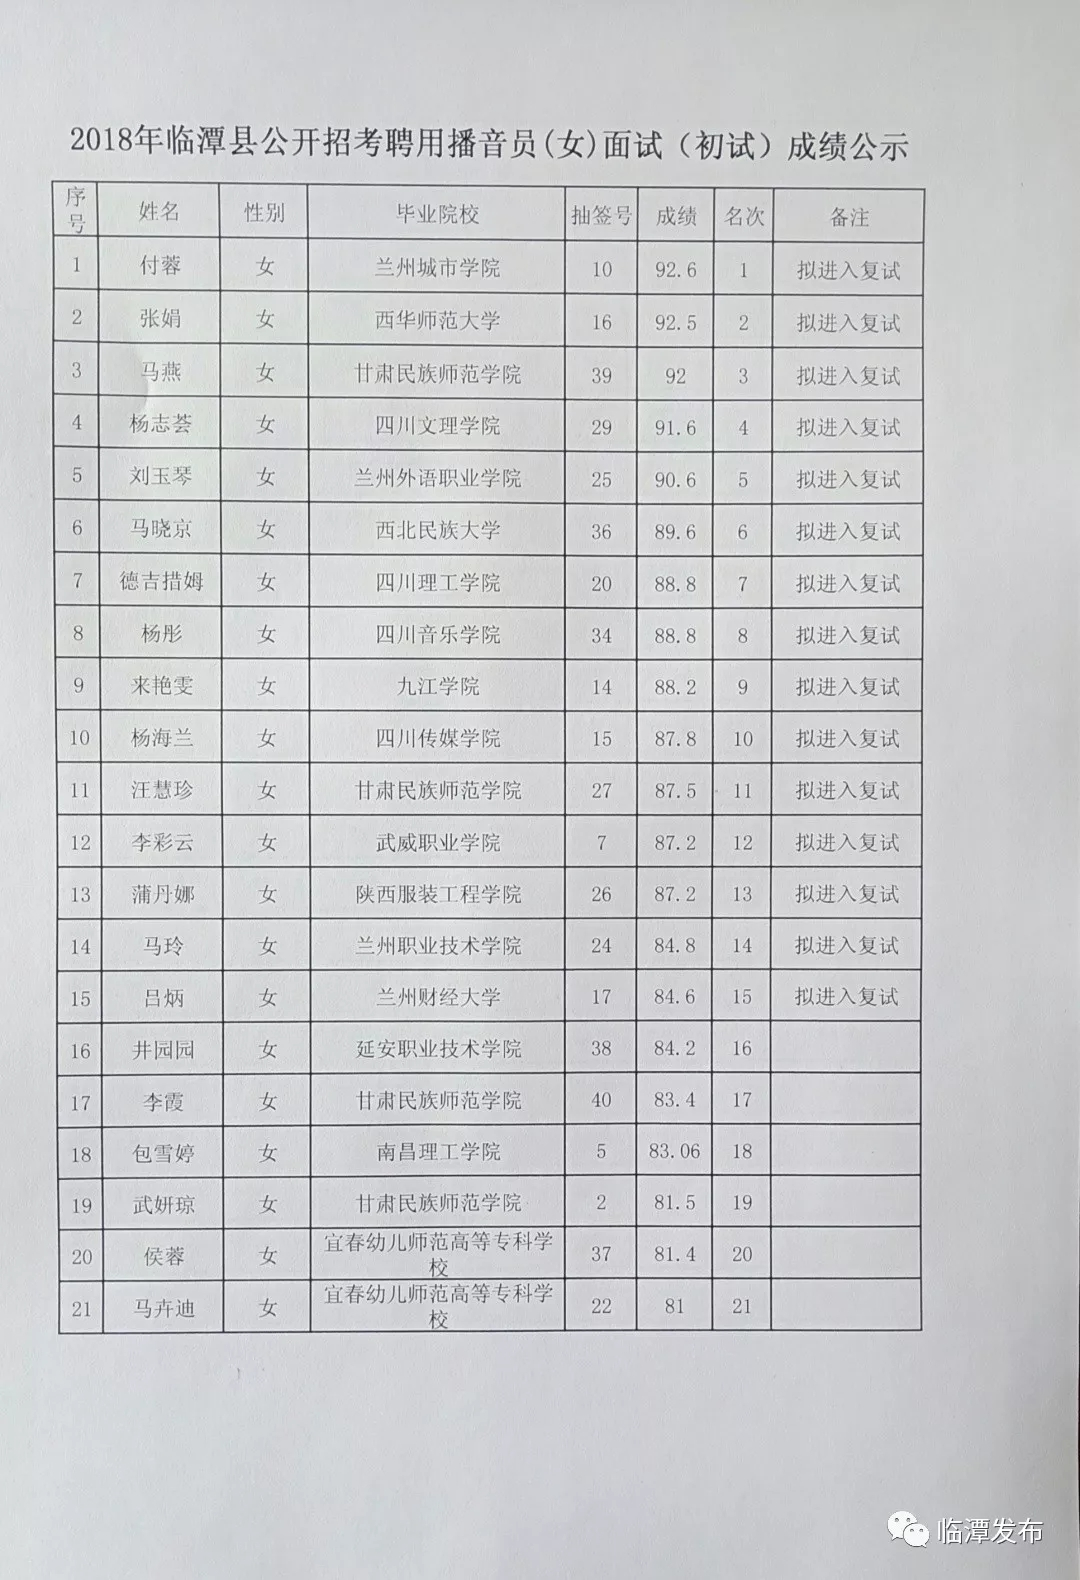 2018年临潭县公开招考聘用播音员(女)面试（初试）成绩公示
序号 姓名 性别 毕业院校 抽签号 成绩 名次 备注
1 付蓉 女 兰州城市学院 10 92.6 1 拟进入复试
2 张娟 女 西华师范大学 16 92.5 2 拟进入复试
3 马燕 女 甘肃民族师范学院 39 92 3 拟进入复试
4 杨志荟 女 四川文理学院 29 91.6 4 拟进入复试
5 刘玉琴 女 兰州外语职业学院 25 90.6 5 拟进入复试
6 马晓京 女 西北民族大学 36 89.6 6 拟进入复试
7 德吉措姆 女 四川理工学院 20 88.8 7 拟进入复试
8 杨彤 女 四川音乐学院 34 88.8 8 拟进入复试
9 来艳雯 女 九江学院 14 88.2 9 拟进入复试
10 杨海兰 女 四川传媒学院 15 87.8 10 拟进入复试
11 汪慧珍 女 甘肃民族师范学院 27 87.5 11 拟进入复试
12 李彩云 女 武威职业学院 7 87.2 12 拟进入复试
13 蒲丹娜 女 陕西服装工程学院 26 87.2 13 拟进入复试
14 马玲 女 兰州职业技术学院 24 84.8 14 拟进入复试
15 吕炳 女 兰州财经大学 17 84.6 15 拟进入复试
16 井园园 女 延安职业技术学院 38 84.2 16
17 李霞 女 甘肃民族师范学院 40 83.4 17
18 包雪婷 女 南昌理工学院 5 83.06 18
19 武妍琼 女 甘肃民族师范学院 2 81.5 19
20 侯蓉 女 宜春幼儿师范高等专科学校 37 81.4 20
21 马卉迪 女 宜春幼儿师范高等专科学校 22 81 21
临潭发布